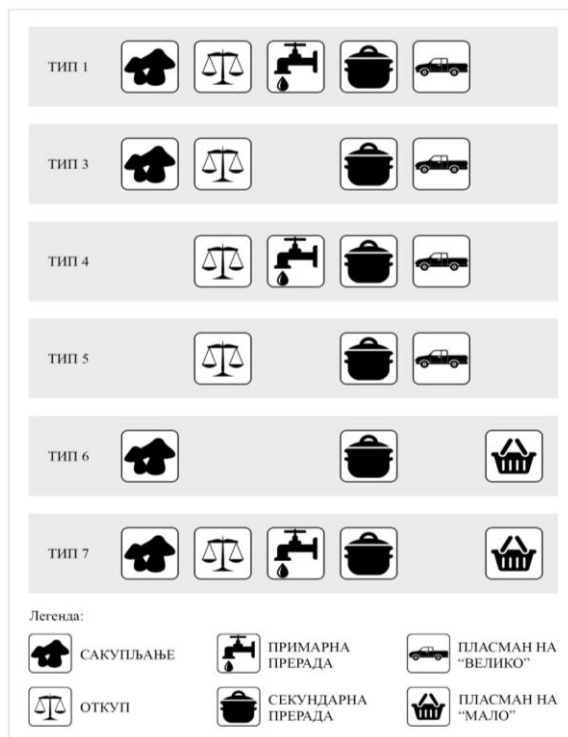 ТИП 1
ТИП 3
ТИП 4
ТИП 5
ТИП 6
ТИП 7
Легенда:
САКУПЉАЊЕ
ПРИМАРНА
ПРЕРАДА
ПЛАСМАН НА
“ВЕЛИКО”
ОТКУП
СЕКУНДАРНА
ПРЕРАДА
ПЛАСМАН НА
“МАЛО”